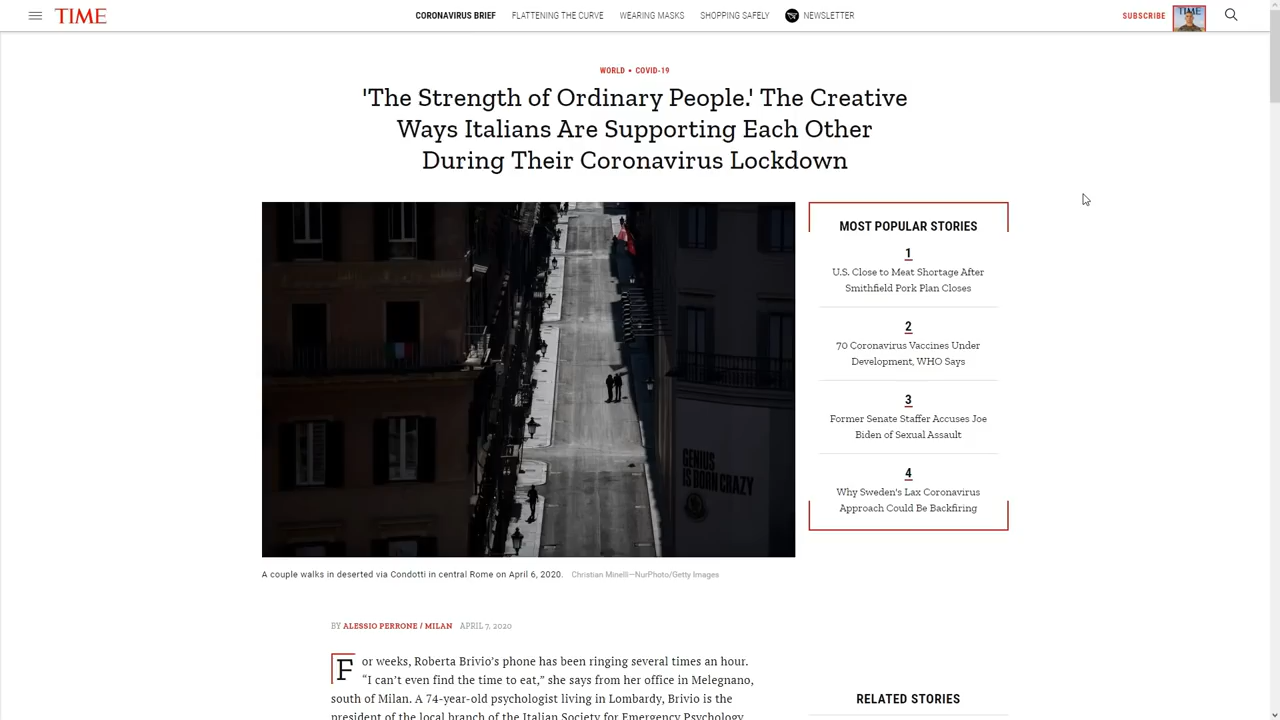 TIME
CORONAVIRUS BRIEF FLATTENING THE CURVE WEARING MASKS SHOPPING SAFELY NEWSLETTER
SUBSCRIBE
TIME
WORLD • COVID-19
'The Strength of Ordinary People.' The Creative
Ways Italians Are Supporting Each Other
During Their Coronavirus Lockdown
GENIUS
IS BORN CRAZY
A couple walks in deserted via Condotti in central Rome on April 6, 2020. Christian Minelli—NurPhoto/Getty Images
BY ALESSIO PERRONE / MILAN APRIL 7, 2020
For weeks, Roberta Brivio's phone has been ringing several times an hour.
“I can't even find the time to eat,” she says from her office in Melegnano,
south of Milan. A 74-year-old psychologist living in Lombardy, Brivio is the
president of the local branch of the Italian Society for Emergency Psychology
MOST POPULAR STORIES
1
U.S. Close to Meat Shortage After
Smithfield Pork Plan Closes
2
70 Coronavirus Vaccines Under
Development, WHO Says
3
Former Senate Staffer Accuses Joe
Biden of Sexual Assault
4
Why Sweden's Lax Coronavirus
Approach Could Be Backfiring
RELATED STORIES